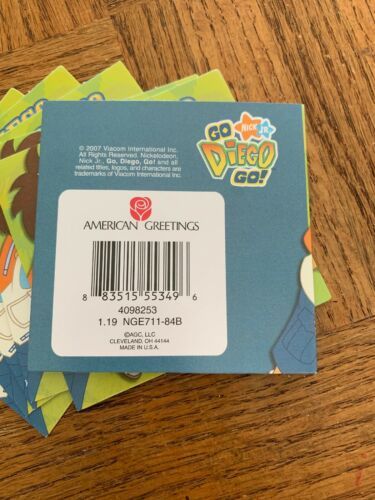 © 2007 Viacom International Inc.
All Rights Reserved. Nickelodeon,
Nick Jr., Go, Diego, Go! and all
related titles, logos, and characters are
trademarks of Viacom International Inc.
GO
NICK JR.
DIEGO
GO!
AMERICAN GREETINGS
8 83515 55349 6
4098253
1.19 NGE711-84B
©AGC, LLC
CLEVELAND, OH 44144
MADE IN U.S.A.